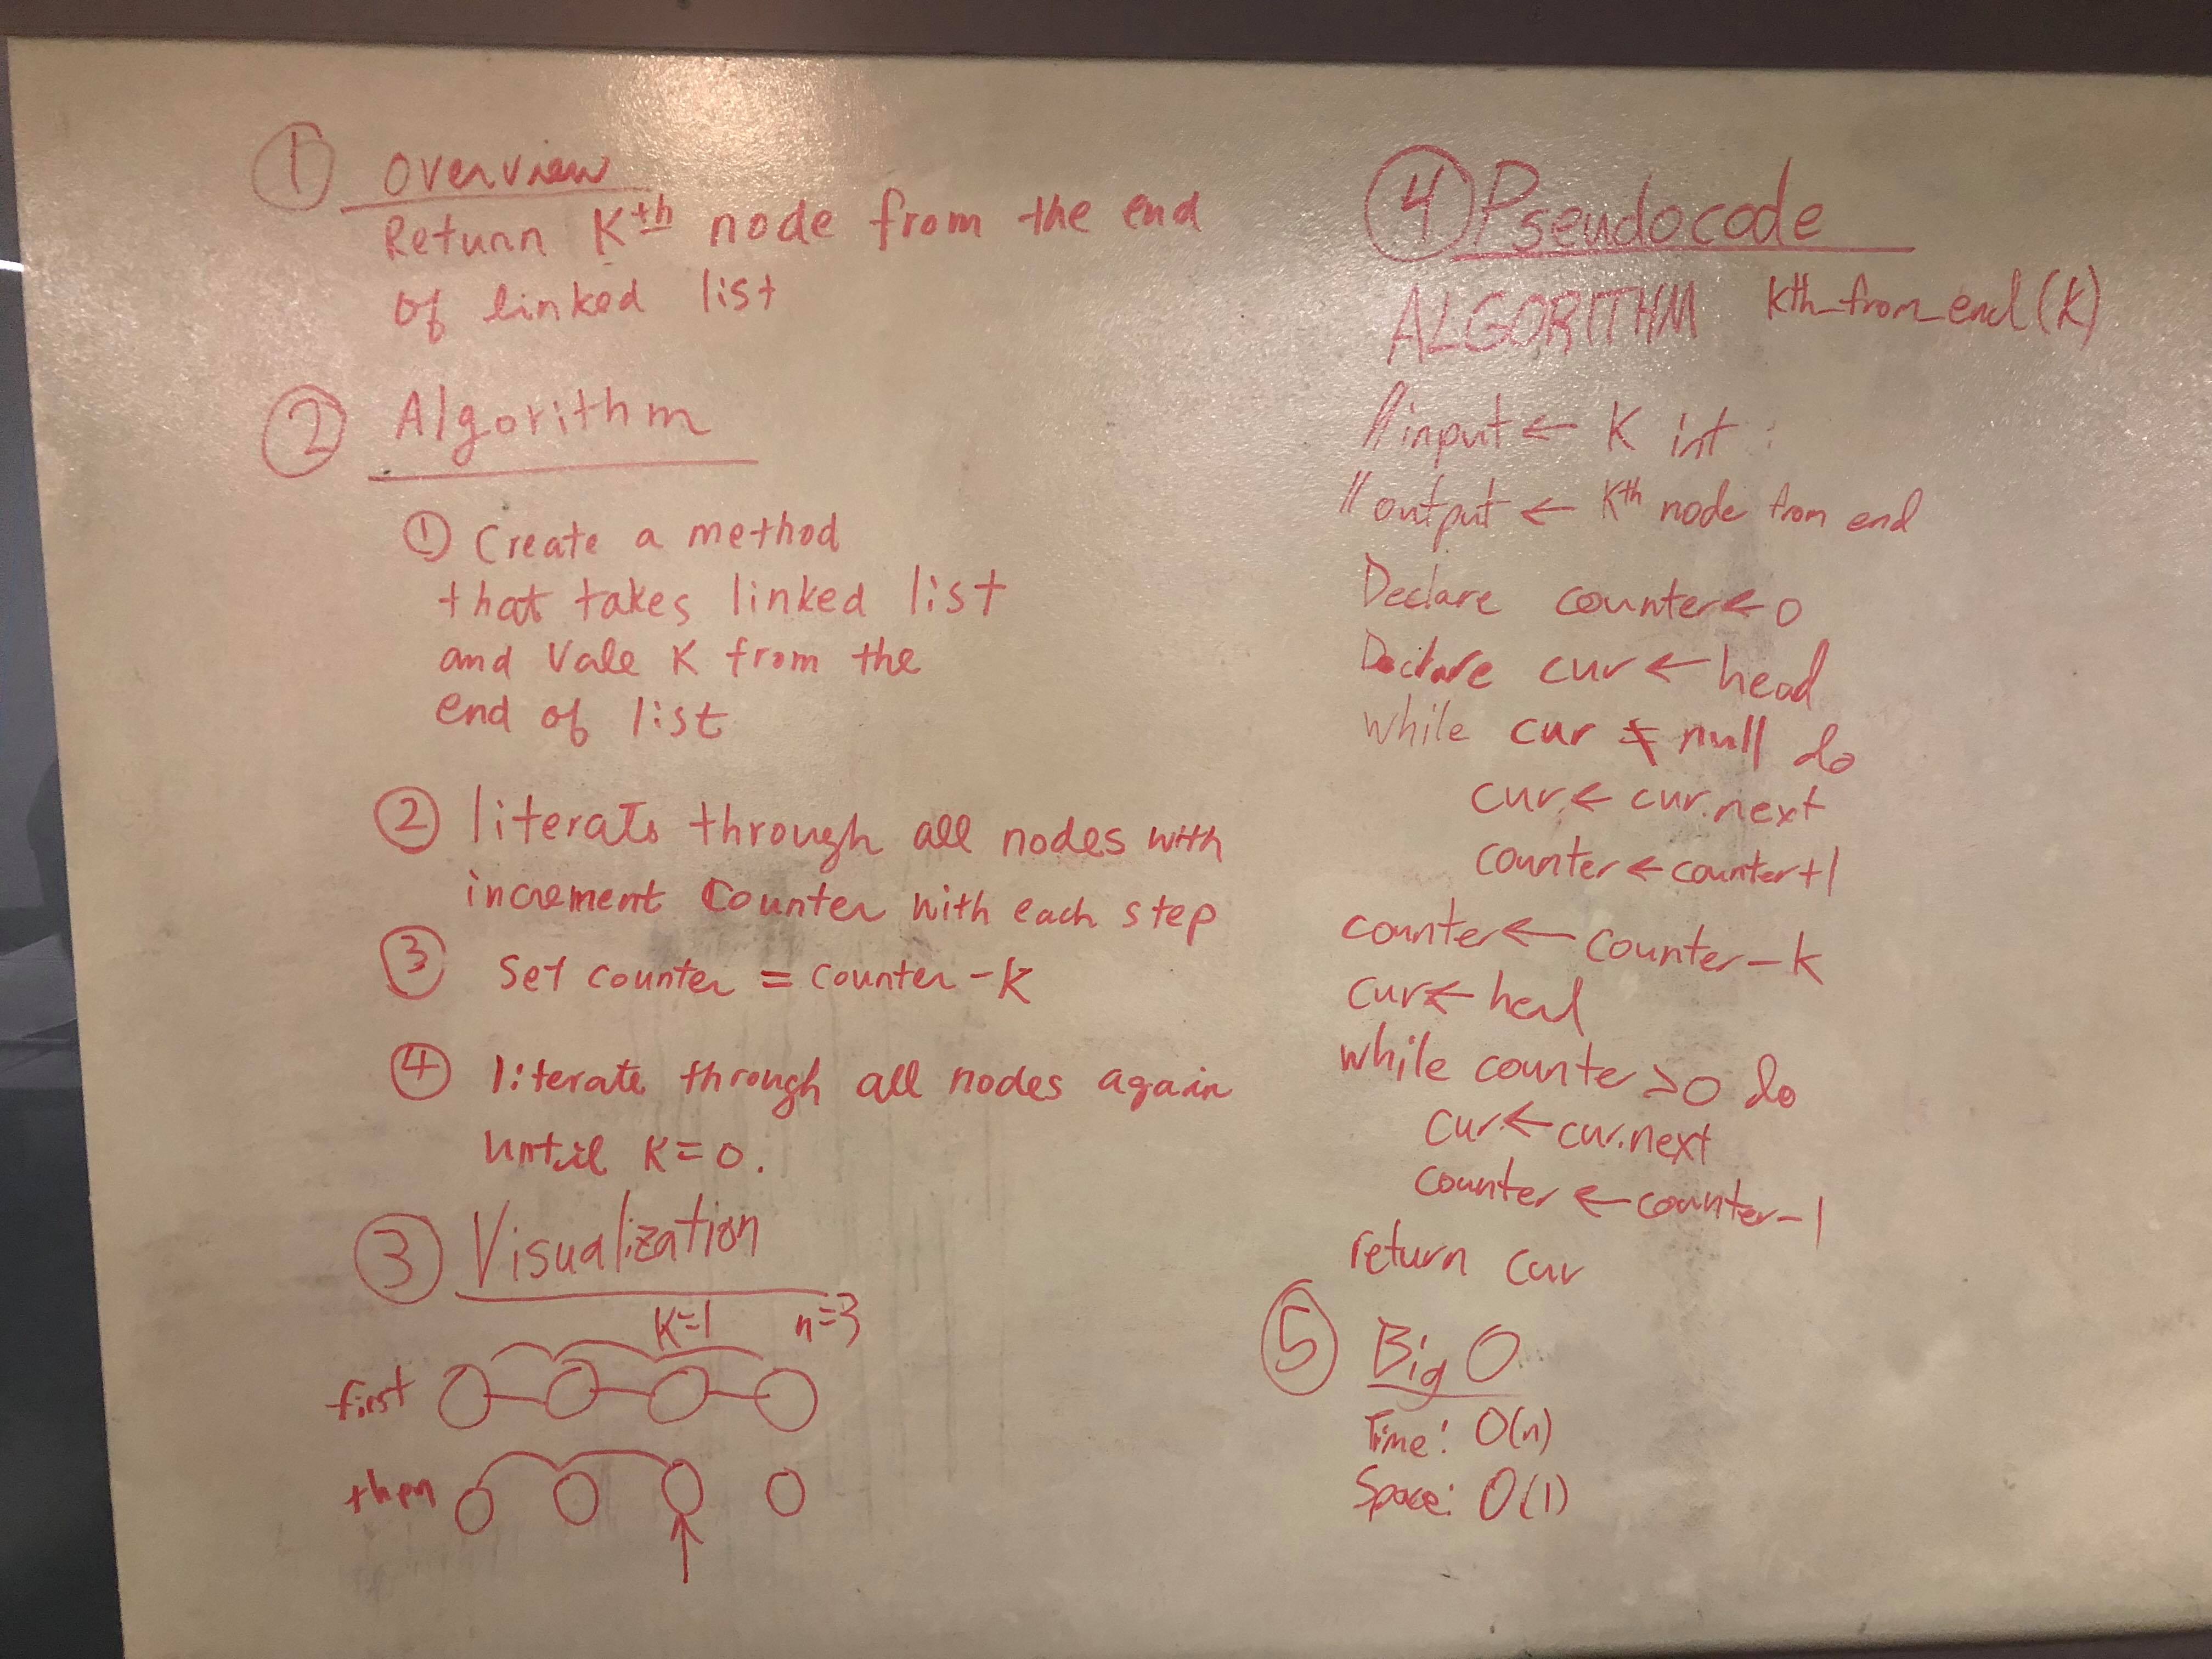 ① Overview
Return Kth node from the end
of linked list
② Algorithm
① Create a method
that takes linked list
and Vale K from the
end of list
② literate through all nodes with
increment Counter with each step
③ Set counter = counter - K
④ literate through all nodes again
until K=0.
③ Visualization
K=1 n=3
first
then
④ Pseudocode
ALGORITHM kth_from_end(k)
//input ← K int :
//output ← Kth node from end
Declare counter ← 0
Declare cur ← head
while cur ≠ null do
cur ← cur.next
counter ← counter+1
counter ← counter - k
cur ← head
while counter > 0 do
cur ← cur.next
counter ← counter - 1
return cur
⑤ Big O
Time: O(n)
Space: O(1)